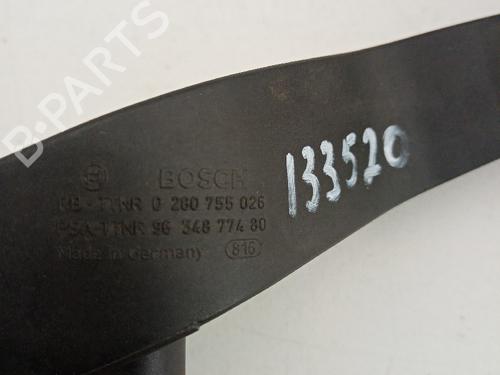 B-PARTS
BOSCH
RB-TTNR 0 280 755 026
PSA-TTNR 96 348 774 80
Made in Germany 816
133520